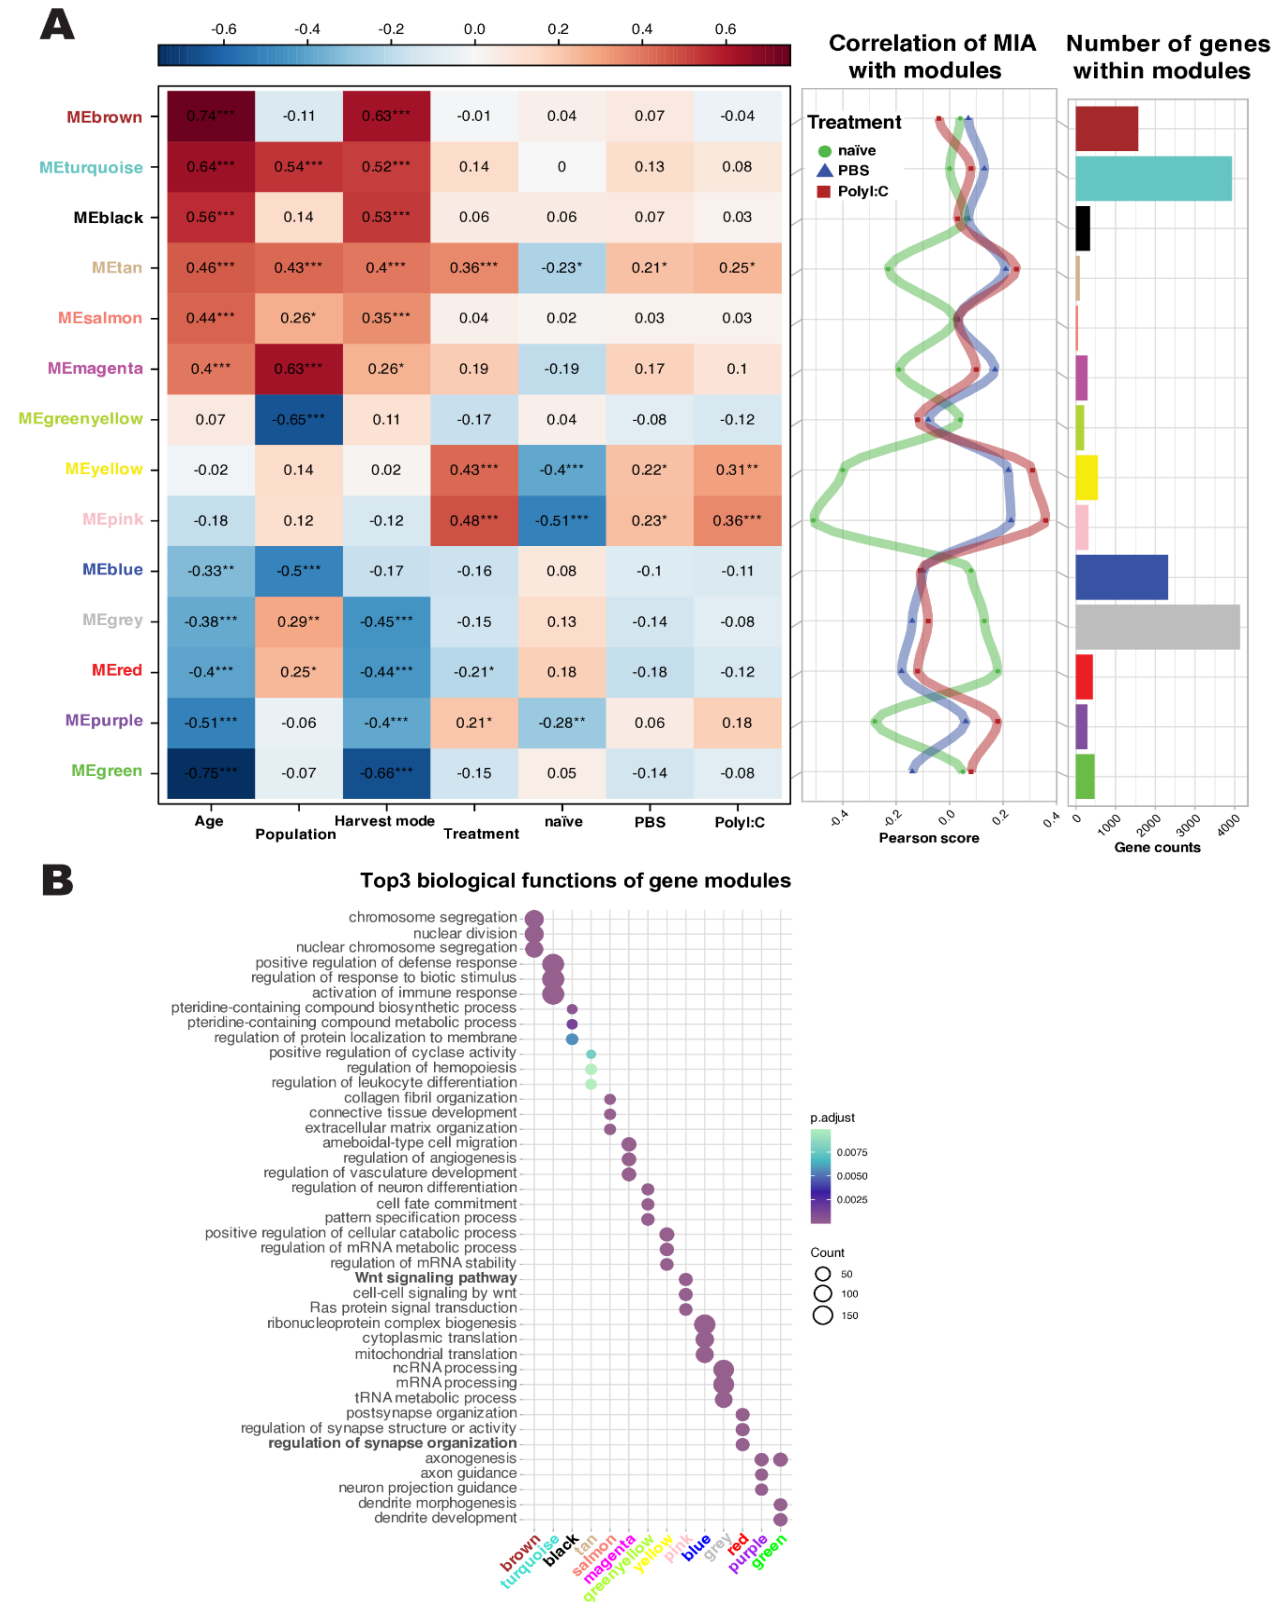 A
-0.6 -0.4 -0.2 0.0 0.2 0.4 0.6
Correlation of MIA
with modules
Number of genes
within modules
MEbrown 0.74*** -0.11 0.63*** -0.01 0.04 0.07 -0.04
MEturquoise 0.64*** 0.54*** 0.52*** 0.14 0 0.13 0.08
MEblack 0.56*** 0.14 0.53*** 0.06 0.06 0.07 0.03
MEtan 0.46*** 0.43*** 0.4*** 0.36*** -0.23* 0.21* 0.25*
MEsalmon 0.44*** 0.26* 0.35*** 0.04 0.02 0.03 0.03
MEmagenta 0.4*** 0.63*** 0.26* 0.19 -0.19 0.17 0.1
MEgreenyellow 0.07 -0.65*** 0.11 -0.17 0.04 -0.08 -0.12
MEyellow -0.02 0.14 0.02 0.43*** -0.4*** 0.22* 0.31**
MEpink -0.18 0.12 -0.12 0.48*** -0.51*** 0.23* 0.36***
MEblue -0.33** -0.5*** -0.17 -0.16 0.08 -0.1 -0.11
MEgrey -0.38*** 0.29** -0.45*** -0.15 0.13 -0.14 -0.08
MEred -0.4*** 0.25* -0.44*** -0.21* 0.18 -0.18 -0.12
MEpurple -0.51*** -0.06 -0.4*** 0.21* -0.28** 0.06 0.18
MEgreen -0.75*** -0.07 -0.66*** -0.15 0.05 -0.14 -0.08
Age Population Harvest mode Treatment naïve PBS PolyI:C
Treatment
naïve
PBS
PolyI:C
-0.4 -0.2 0.0 0.2 0.4
Pearson score
0 1000 2000 3000 4000
Gene counts
B
Top3 biological functions of gene modules
chromosome segregation
nuclear division
nuclear chromosome segregation
positive regulation of defense response
regulation of response to biotic stimulus
activation of immune response
pteridine-containing compound biosynthetic process
pteridine-containing compound metabolic process
regulation of protein localization to membrane
positive regulation of cyclase activity
regulation of hemopoiesis
regulation of leukocyte differentiation
collagen fibril organization
connective tissue development
extracellular matrix organization
ameboidal-type cell migration
regulation of angiogenesis
regulation of vasculature development
regulation of neuron differentiation
cell fate commitment
pattern specification process
positive regulation of cellular catabolic process
regulation of mRNA metabolic process
regulation of mRNA stability
Wnt signaling pathway
cell-cell signaling by wnt
Ras protein signal transduction
ribonucleoprotein complex biogenesis
cytoplasmic translation
mitochondrial translation
ncRNA processing
mRNA processing
tRNA metabolic process
postsynapse organization
regulation of synapse structure or activity
regulation of synapse organization
axonogenesis
axon guidance
neuron projection guidance
dendrite morphogenesis
dendrite development
brown turquoise black tan salmon magenta greenyellow yellow pink blue grey red purple green
p.adjust
0.0075
0.0050
0.0025
Count
50
100
150